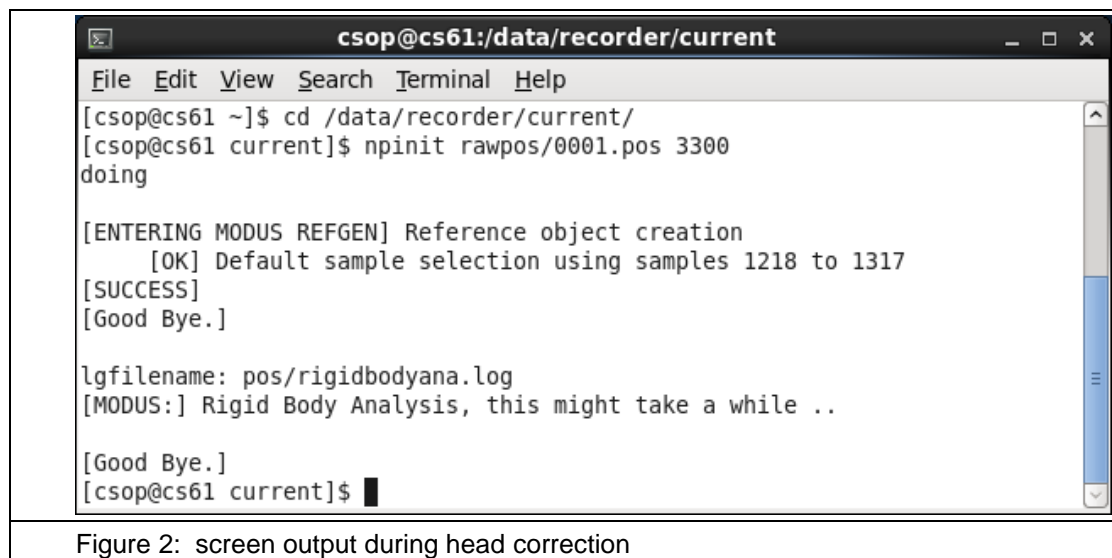 csop@cs61:/data/recorder/current
File Edit View Search Terminal Help
[csop@cs61 ~]$ cd /data/recorder/current/
[csop@cs61 current]$ npinit rawpos/0001.pos 3300
doing
[ENTERING MODUS REFGEN] Reference object creation
[OK] Default sample selection using samples 1218 to 1317
[SUCCESS]
[Good Bye.]
lgfilename: pos/rigidbodyana.log
[MODUS:] Rigid Body Analysis, this might take a while ..
[Good Bye.]
[csop@cs61 current]$
Figure 2: screen output during head correction